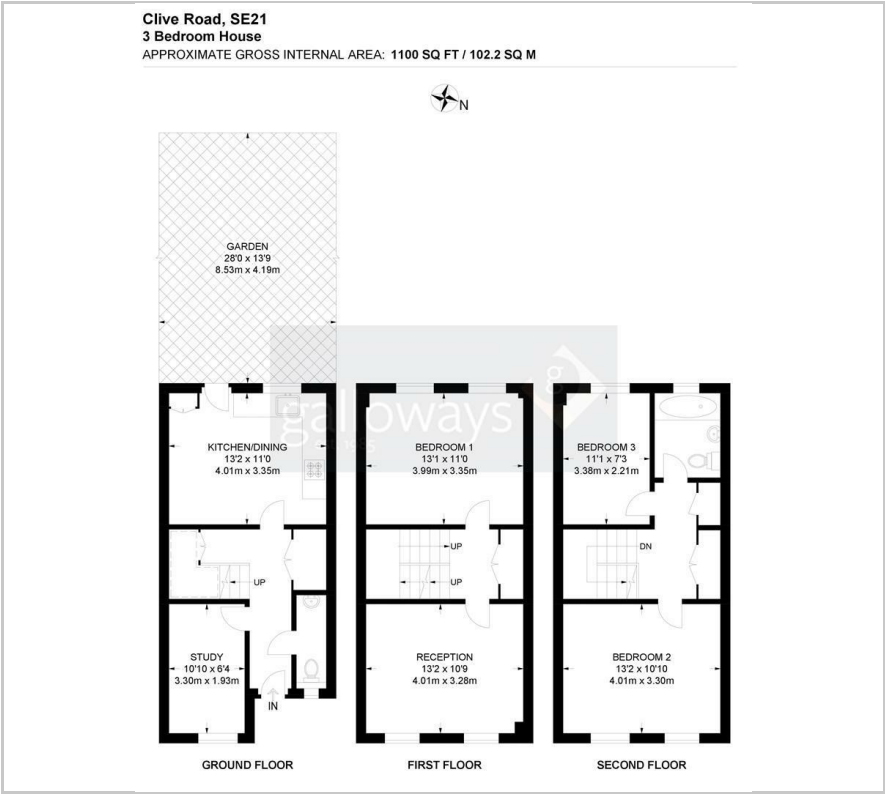 Clive Road, SE21
3 Bedroom House
APPROXIMATE GROSS INTERNAL AREA: 1100 SQ FT / 102.2 SQ M
N
GARDEN
28'0 x 13'9
8.53m x 4.19m
galloways
g
KITCHEN/DINING
13'2 x 11'0
4.01m x 3.35m
BEDROOM 1
13'1 x 11'0
3.99m x 3.35m
BEDROOM 3
11'1 x 7'3
3.38m x 2.21m
UP
UP
UP
DN
STUDY
10'10 x 6'4
3.30m x 1.93m
RECEPTION
13'2 x 10'9
4.01m x 3.28m
BEDROOM 2
13'2 x 10'10
4.01m x 3.30m
IN
GROUND FLOOR
FIRST FLOOR
SECOND FLOOR